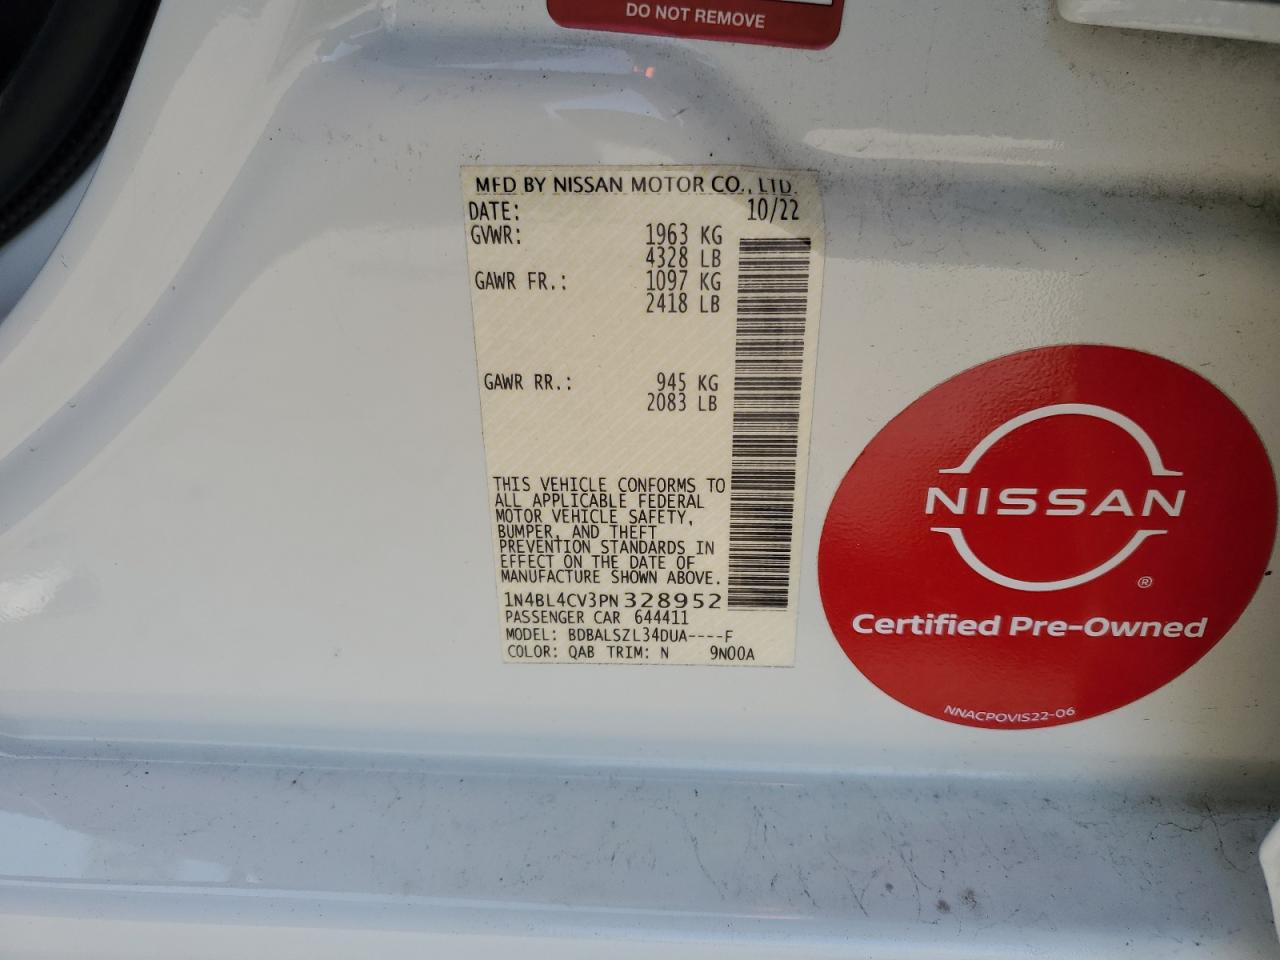 DO NOT REMOVE
MFD BY NISSAN MOTOR CO., LTD.
DATE: 10/22
GVWR: 1963 KG
4328 LB
GAWR FR.: 1097 KG
2418 LB
GAWR RR.: 945 KG
2083 LB
THIS VEHICLE CONFORMS TO
ALL APPLICABLE FEDERAL
MOTOR VEHICLE SAFETY,
BUMPER, AND THEFT
PREVENTION STANDARDS IN
EFFECT ON THE DATE OF
MANUFACTURE SHOWN ABOVE.
1N4BL4CV3PN328952
PASSENGER CAR 644411
MODEL: BDBALSZL34DUA----F
COLOR: QAB TRIM: N 9N00A
NISSAN
®
Certified Pre-Owned
NNACPOVIS22-06